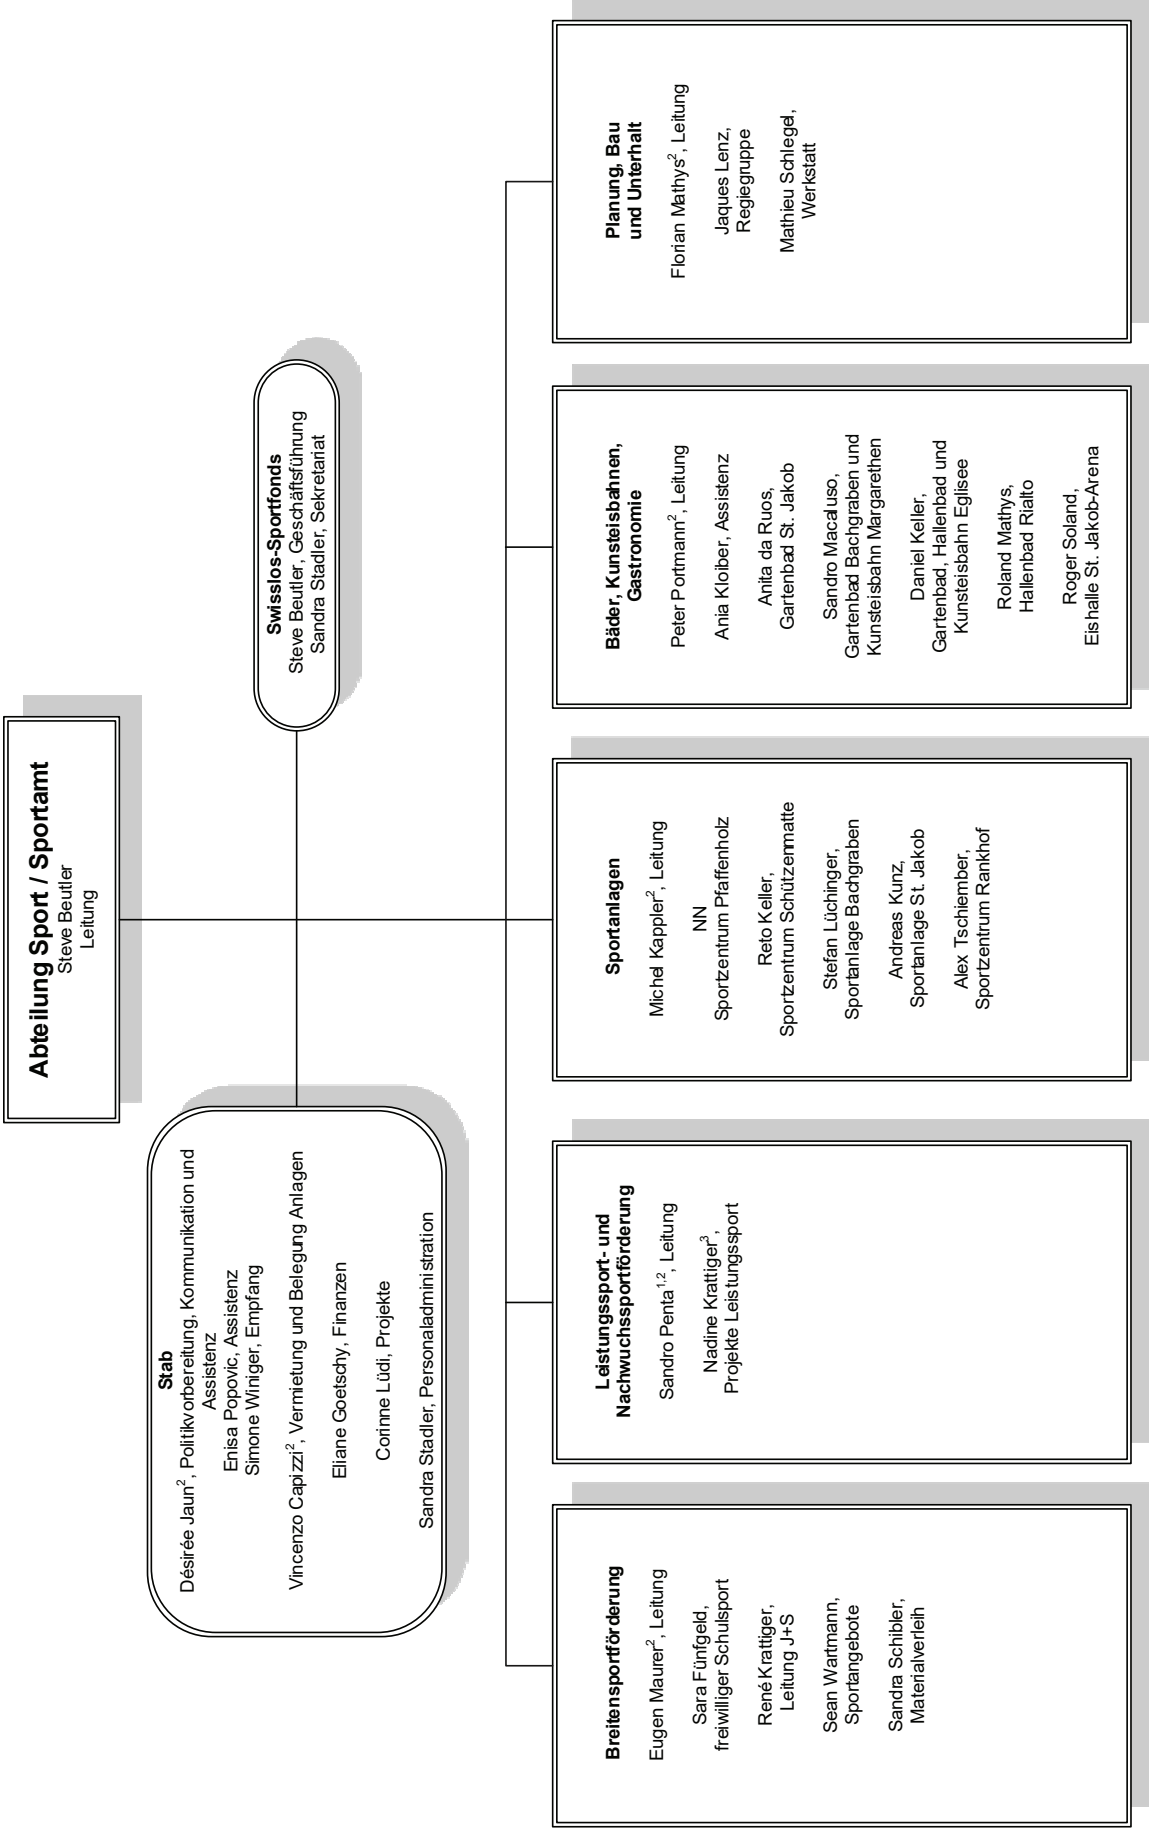 Abteilung Sport / Sportamt
Steve Beutler
Leitung
Stab
Désirée Jaun², Politikvorbereitung, Kommunikation und
Assistenz
Enisa Popovic, Assistenz
Simone Winiger, Empfang
Vincenzo Capizzi², Vermietung und Belegung Anlagen
Eliane Goetschy, Finanzen
Corinne Lüdi, Projekte
Sandra Stadler, Personaladministration
Swisslos-Sportfonds
Steve Beutler, Geschäftsführung
Sandra Stadler, Sekretariat
Breitensportförderung
Eugen Maurer², Leitung
Sara Fünfgeld,
freiwilliger Schulsport
René Krattiger,
Leitung J+S
Sean Wartmann,
Sportangebote
Sandra Schibler,
Materialverleih
Leistungssport- und
Nachwuchssportförderung
Sandro Penta¹·², Leitung
Nadine Krattiger³,
Projekte Leistungssport
Sportanlagen
Michel Kappler², Leitung
NN
Sportzentrum Pfaffenholz
Reto Keller,
Sportzentrum Schützenmatte
Stefan Lüchinger,
Sportanlage Bachgraben
Andreas Kunz,
Sportanlage St. Jakob
Alex Tschiember,
Sportzentrum Rankhof
Bäder, Kunsteisbahnen,
Gastronomie
Peter Portmann², Leitung
Ania Kloiber, Assistenz
Anita da Ruos,
Gartenbad St. Jakob
Sandro Macaluso,
Gartenbad Bachgraben und
Kunsteisbahn Margarethen
Daniel Keller,
Gartenbad, Hallenbad und
Kunsteisbahn Eglisee
Roland Mathys,
Hallenbad Rialto
Roger Soland,
Eishalle St. Jakob-Arena
Planung, Bau
und Unterhalt
Florian Mathys², Leitung
Jaques Lenz,
Regiegruppe
Mathieu Schlegel,
Werkstatt